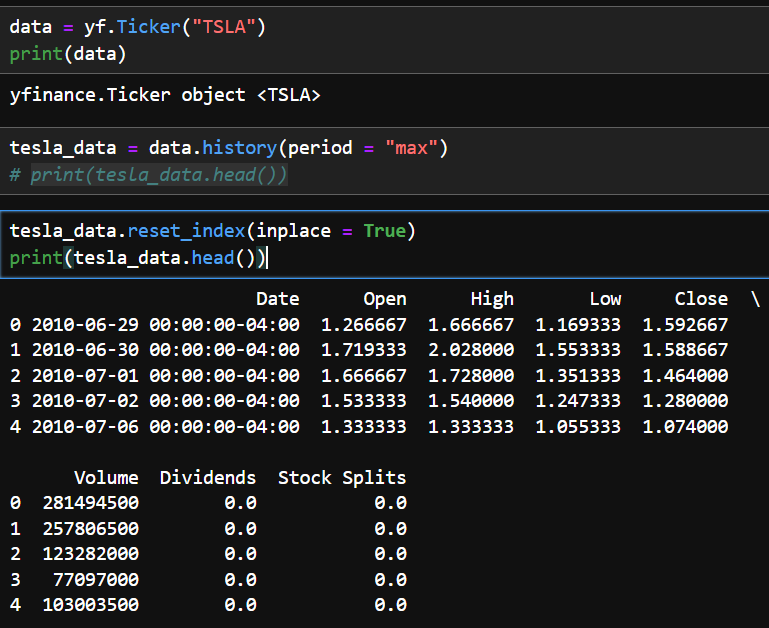 data = yf.Ticker("TSLA")
print(data)
yfinance.Ticker object <TSLA>
tesla_data = data.history(period = "max")
# print(tesla_data.head())
tesla_data.reset_index(inplace = True)
print(tesla_data.head())
                       Date      Open      High       Low     Close  \
0 2010-06-29 00:00:00-04:00  1.266667  1.666667  1.169333  1.592667
1 2010-06-30 00:00:00-04:00  1.719333  2.028000  1.553333  1.588667
2 2010-07-01 00:00:00-04:00  1.666667  1.728000  1.351333  1.464000
3 2010-07-02 00:00:00-04:00  1.533333  1.540000  1.247333  1.280000
4 2010-07-06 00:00:00-04:00  1.333333  1.333333  1.055333  1.074000
      Volume  Dividends  Stock Splits
0  281494500        0.0           0.0
1  257806500        0.0           0.0
2  123282000        0.0           0.0
3   77097000        0.0           0.0
4  103003500        0.0           0.0